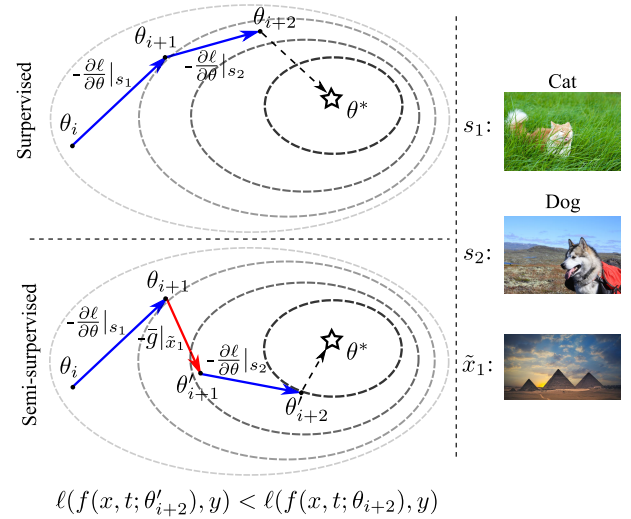 Surpervised
θ_{i+2}
θ_{i+1}
-∂ℓ/∂θ|_{s_1}
-∂ℓ/∂θ|_{s_2}
θ_i
θ*
Semi-surpervised
θ_{i+1}
-∂ℓ/∂θ|_{s_1}
-g̃|_{x̃_1}
-∂ℓ/∂θ|_{s_2}
θ_i
θ*
θ'_{i+1}
θ'_{i+2}
ℓ(f(x, t; θ'_{i+2}), y) < ℓ(f(x, t; θ_{i+2}), y)
Cat
s_1:
Dog
s_2:
x̃_1: